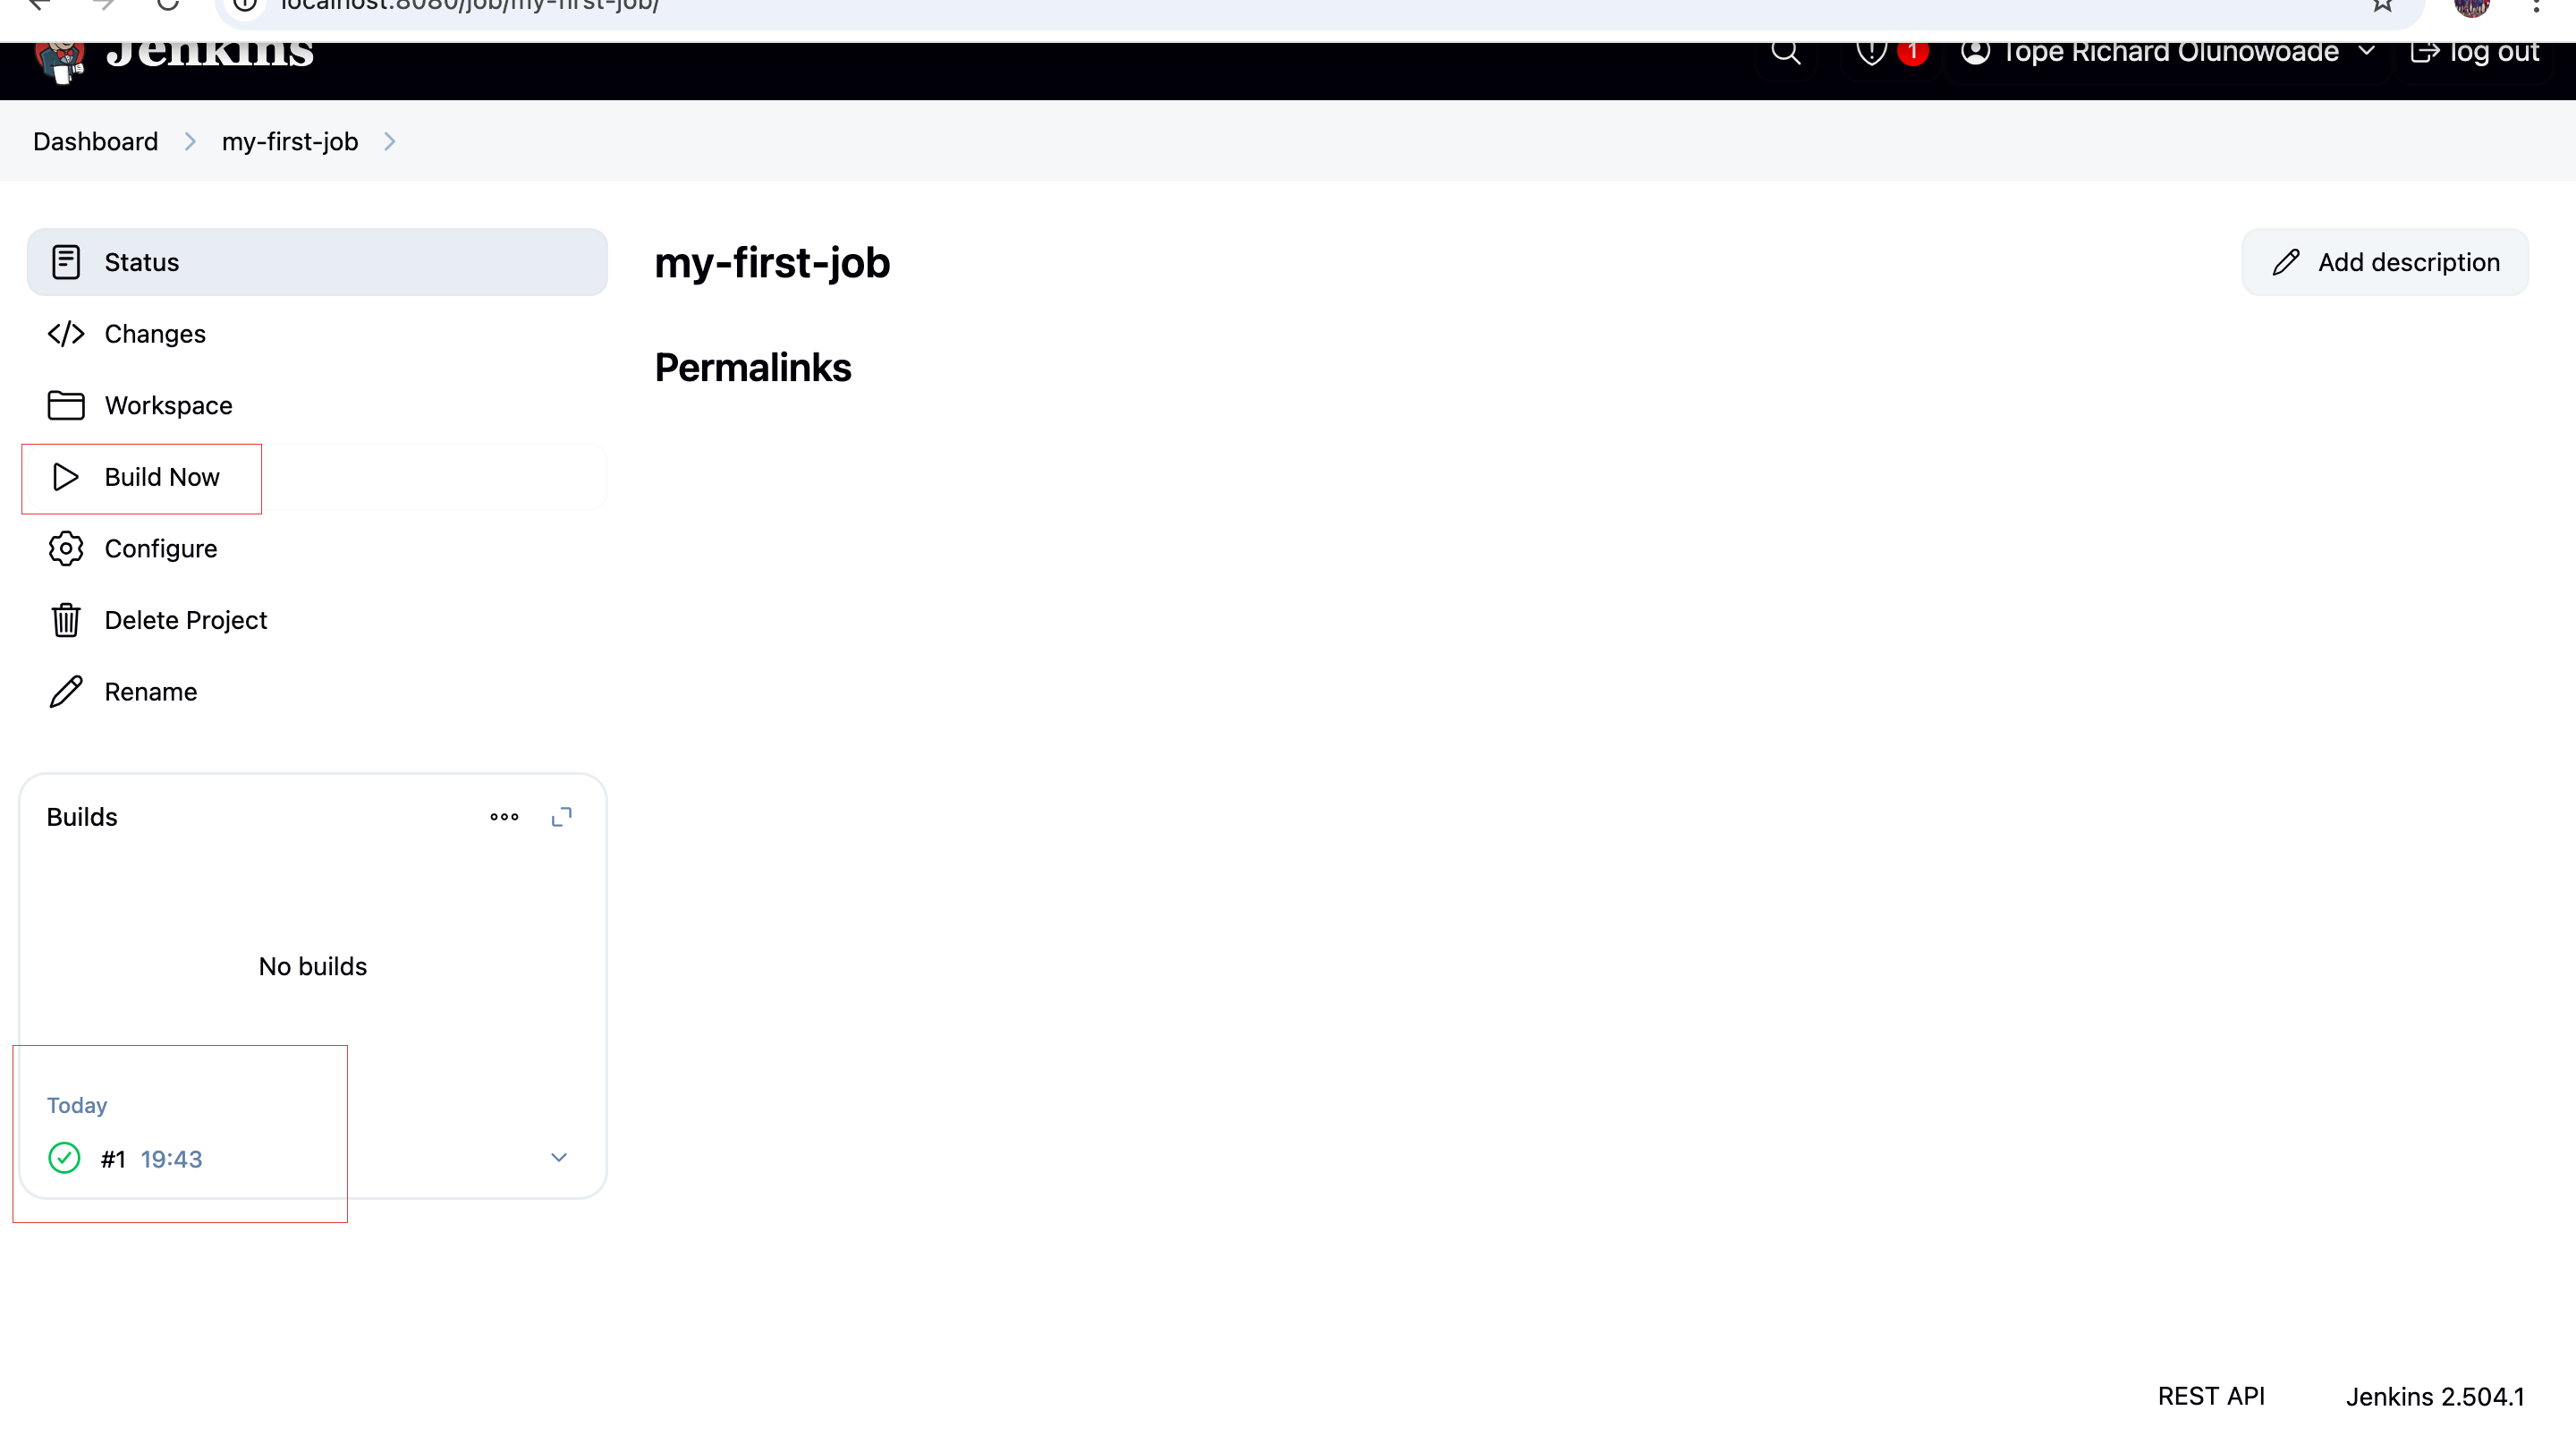 localhost:8080/job/my-first-job/
Jenkins
1
Tope Richard Olunowoade
log out
Dashboard
my-first-job
Status
my-first-job
Add description
Changes
Permalinks
Workspace
Build Now
Configure
Delete Project
Rename
Builds
No builds
Today
#1 19:43
REST API
Jenkins 2.504.1